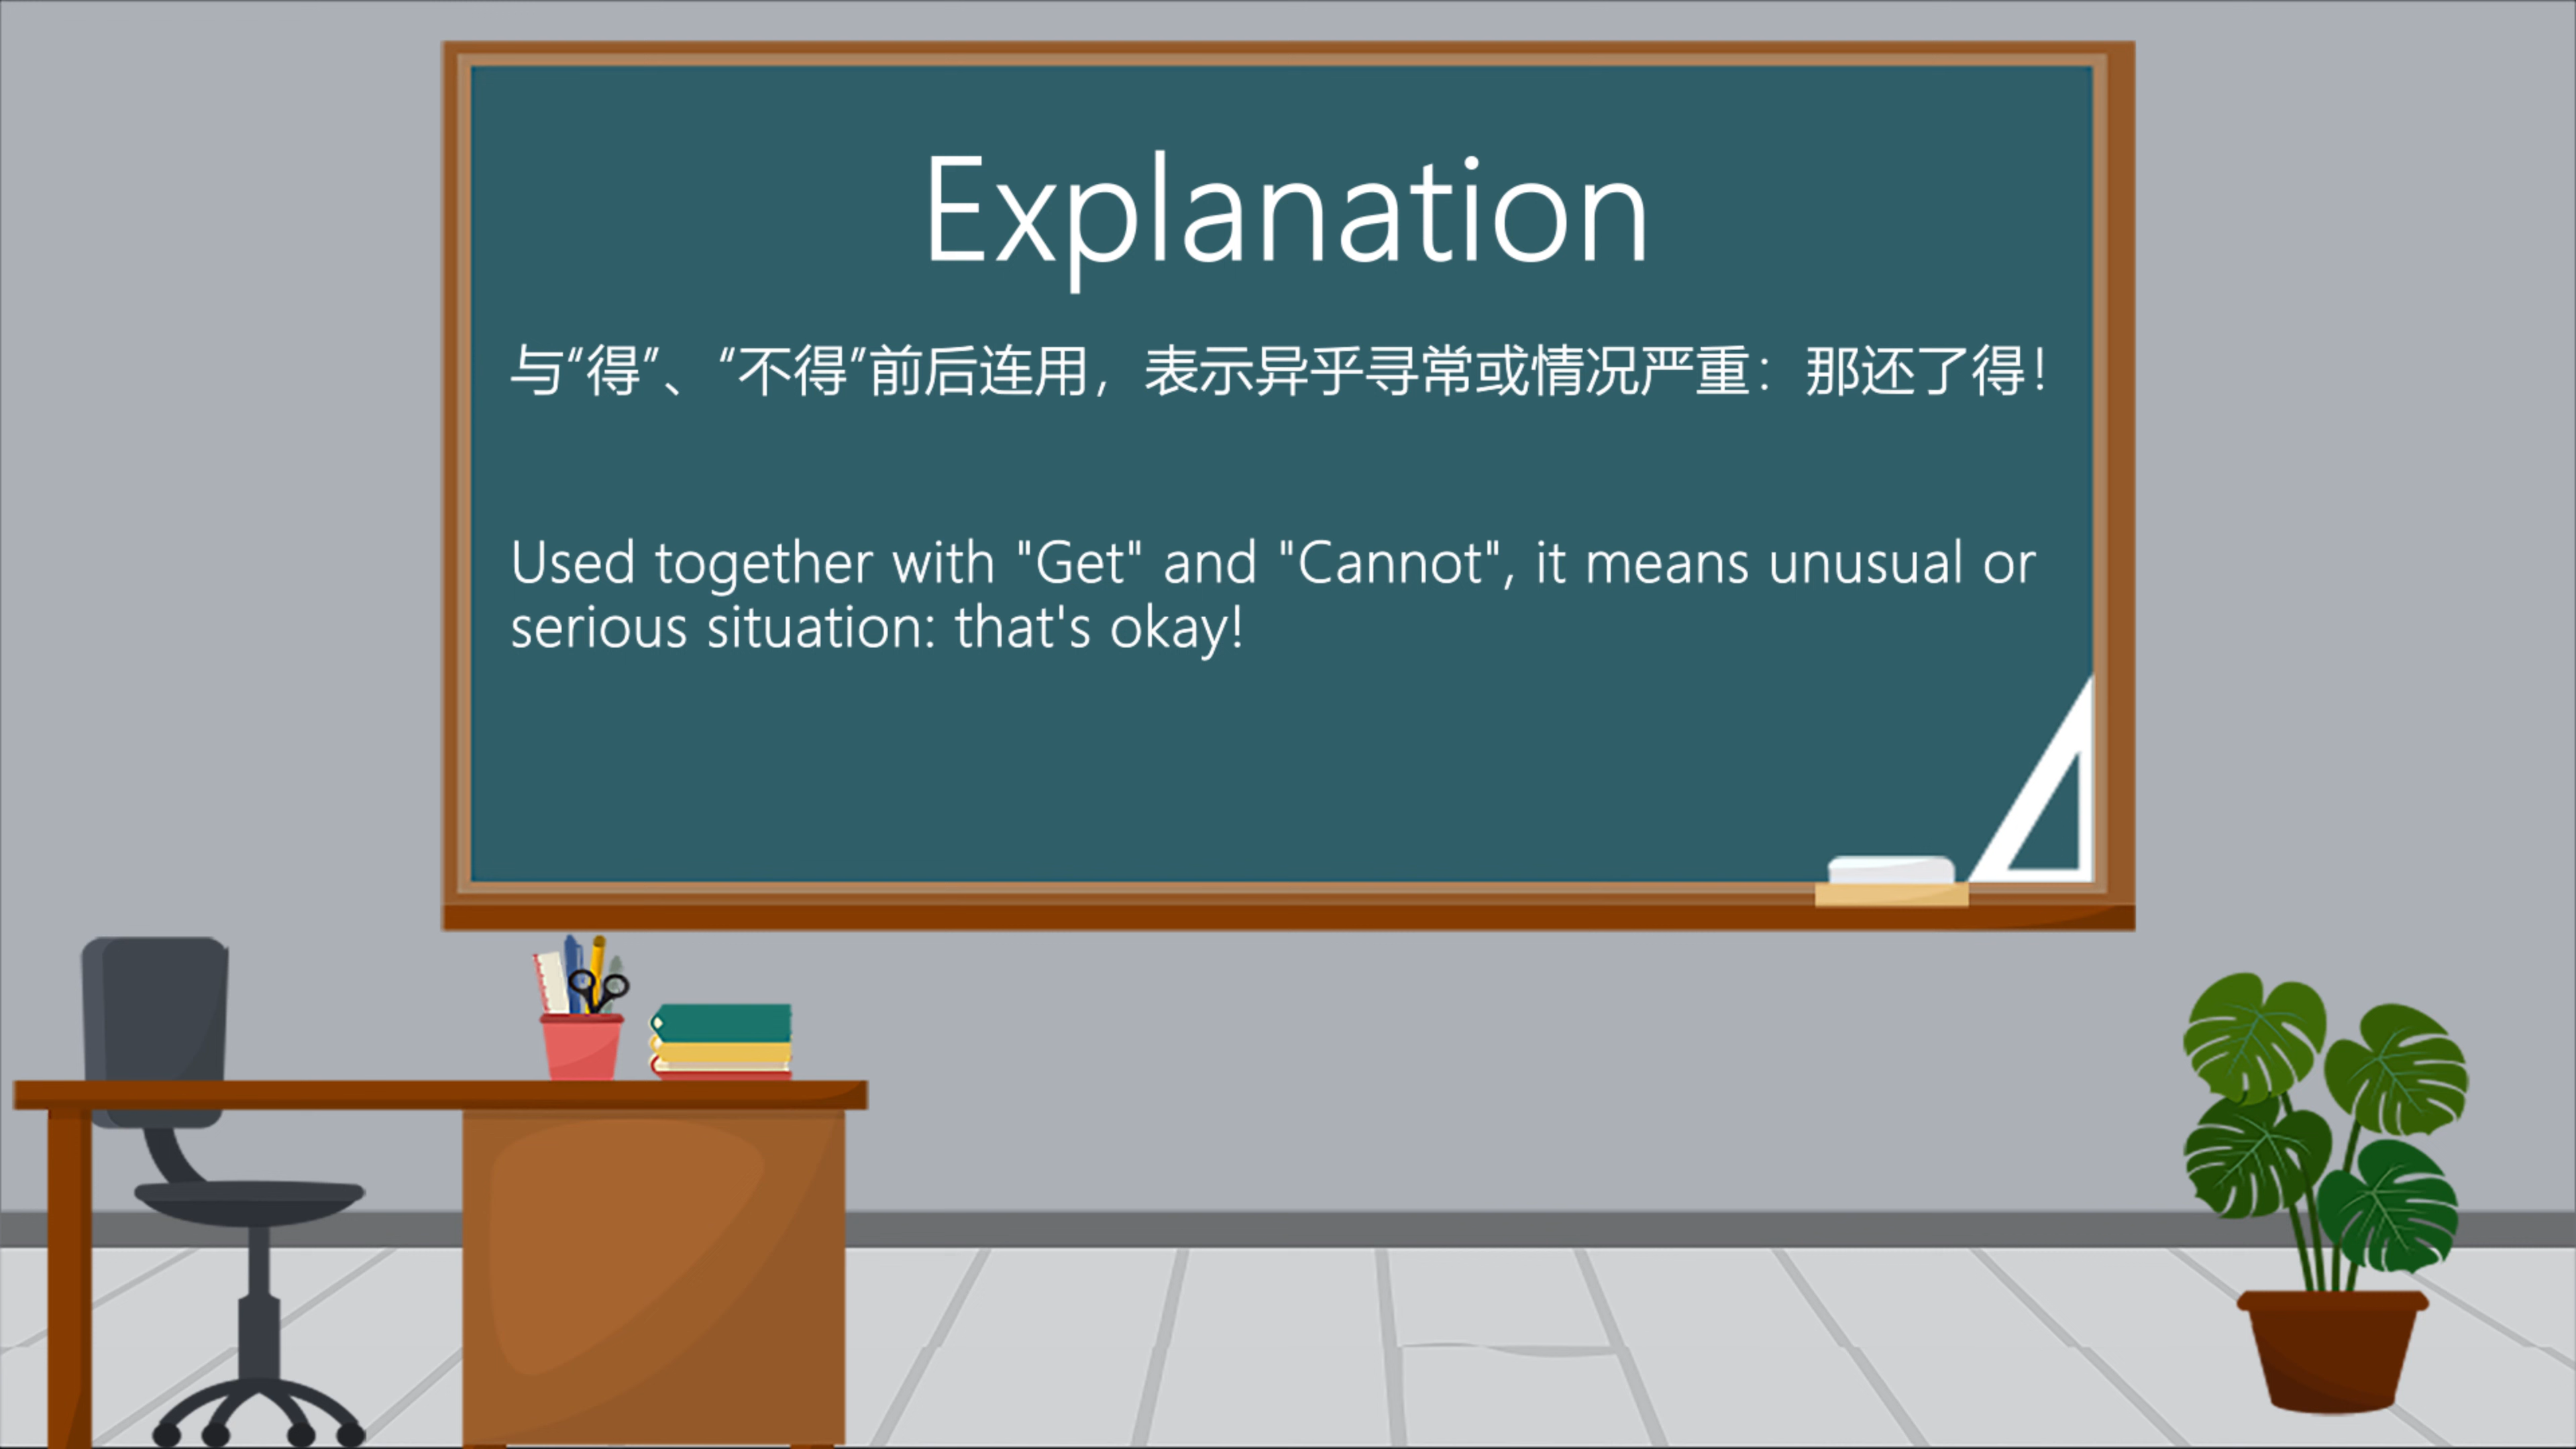 Explanation
与“得”、“不得”前后连用，表示异乎寻常或情况严重：那还了得！
Used together with "Get" and "Cannot", it means unusual or
serious situation: that's okay!